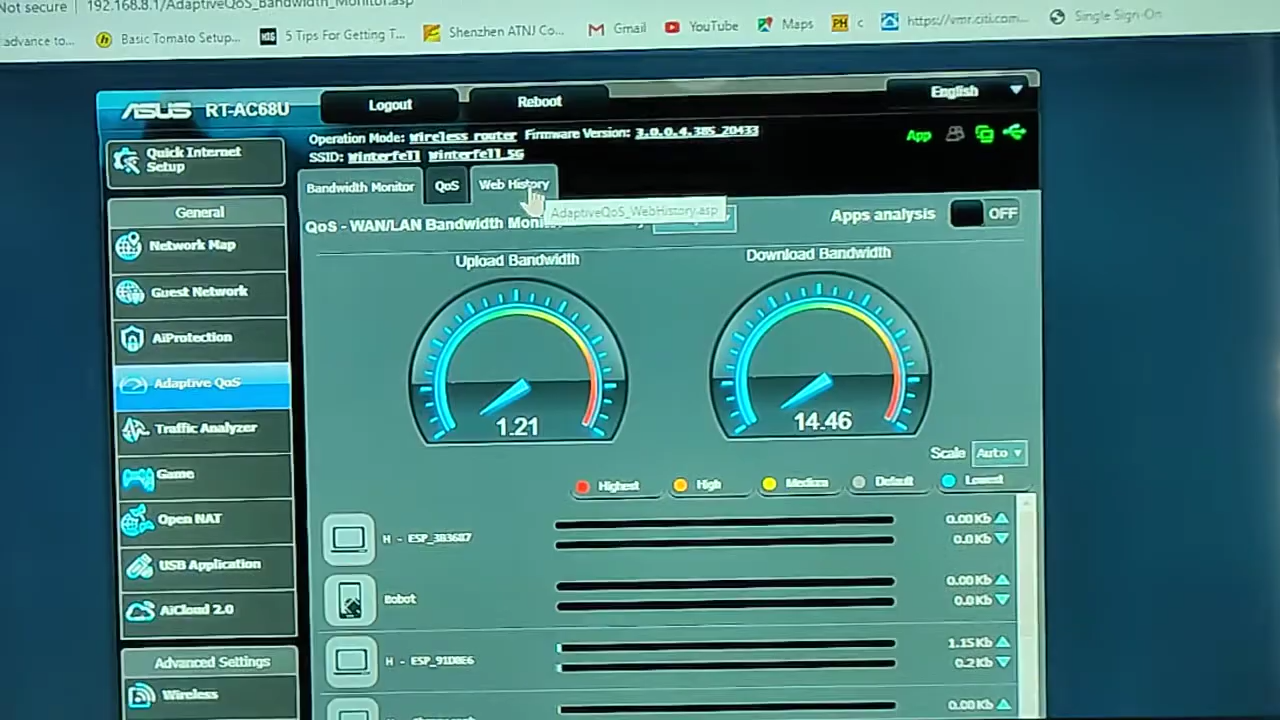 Not secure | 192.168.8.1/AdaptiveQoS_Bandwidth_Monitor.asp
advance to... Basic Tomato Setup... 5 Tips For Getting T... Shenzhen ATNJ Co... Gmail YouTube Maps PH c https://vmr.citi.com... Single Sign-On
ASUS RT-AC68U Logout Reboot English
Operation Mode: Wireless router Firmware Version: 3.0.0.4.385_20433 App
SSID: Winterfell Winterfell_5G
Quick Internet
Setup
Bandwidth Monitor QoS Web History
AdaptiveQoS_WebHistory.asp
QoS - WAN/LAN Bandwidth Apps analysis OFF
General
Network Map
Guest Network
AiProtection
Adaptive QoS
Traffic Analyzer
Game
Open NAT
USB Application
AiCloud 2.0
Advanced Settings
Wireless
Upload Bandwidth Download Bandwidth
1.21 14.46
Scale Auto
Highest High Medium Default Lowest
H - ESP_3B3687 0.00 Kb
0.0 Kb
Bobot 0.00 Kb
0.0 Kb
H - ESP_91D8E6 1.15 Kb
0.2 Kb
0.00 Kb